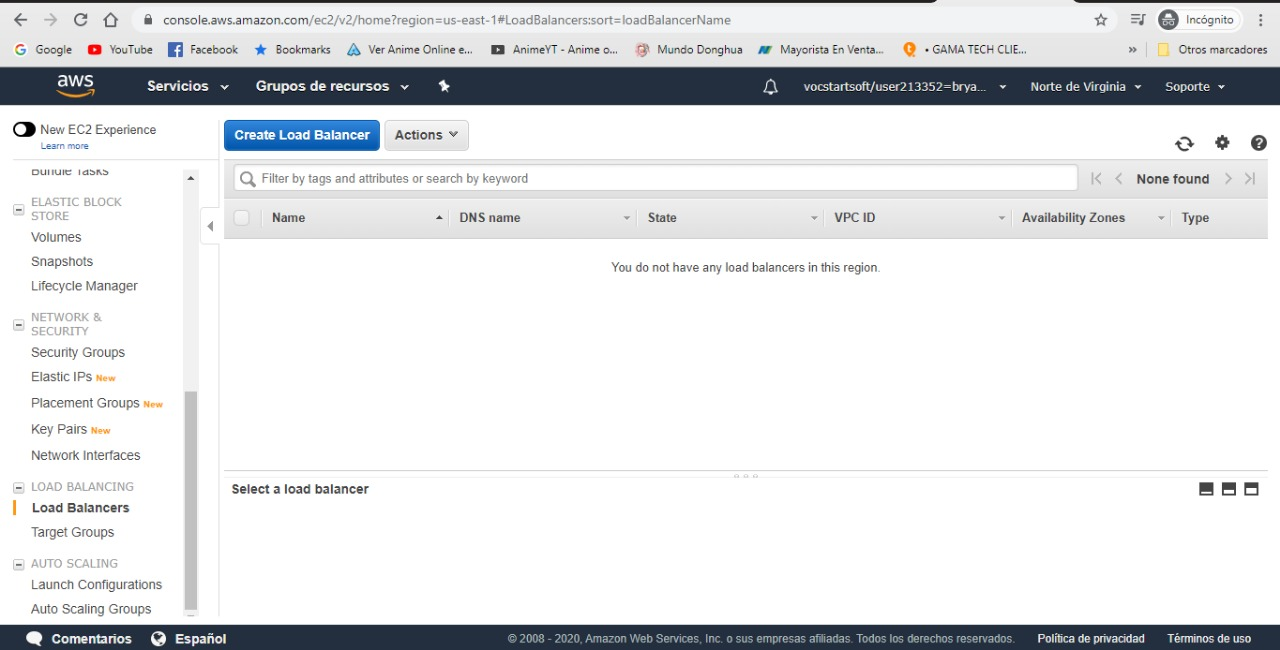 console.aws.amazon.com/ec2/v2/home?region=us-east-1#LoadBalancers:sort=loadBalancerName
Incógnito
Google YouTube Facebook Bookmarks Ver Anime Online e... AnimeYT - Anime o... Mundo Donghua Mayorista En Venta... • GAMA TECH CLIE... » Otros marcadores
aws Servicios Grupos de recursos vocstartsoft/user213352=brya... Norte de Virginia Soporte
New EC2 Experience
Learn more
Create Load Balancer Actions
Filter by tags and attributes or search by keyword
None found
Name DNS name State VPC ID Availability Zones Type
You do not have any load balancers in this region.
Select a load balancer
Bundle Tasks
ELASTIC BLOCK
STORE
Volumes
Snapshots
Lifecycle Manager
NETWORK &
SECURITY
Security Groups
Elastic IPs New
Placement Groups New
Key Pairs New
Network Interfaces
LOAD BALANCING
Load Balancers
Target Groups
AUTO SCALING
Launch Configurations
Auto Scaling Groups
Comentarios Español © 2008 - 2020, Amazon Web Services, Inc. o sus empresas afiliadas. Todos los derechos reservados. Política de privacidad Términos de uso